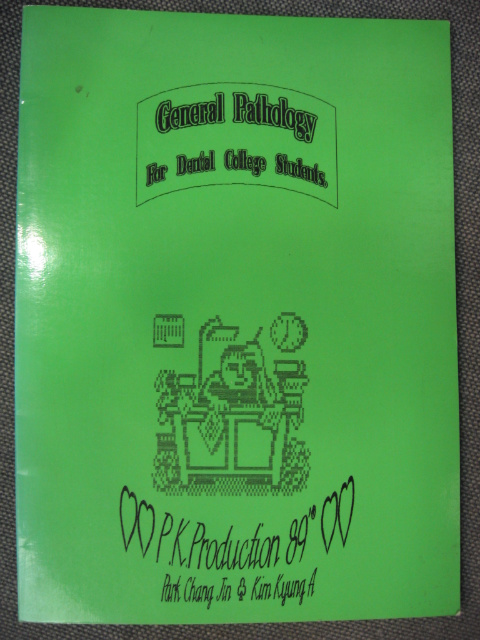 General Pathology
For Dental College Students.
P.K.Production 89'
Park Chang Jin & Kim Kyung A